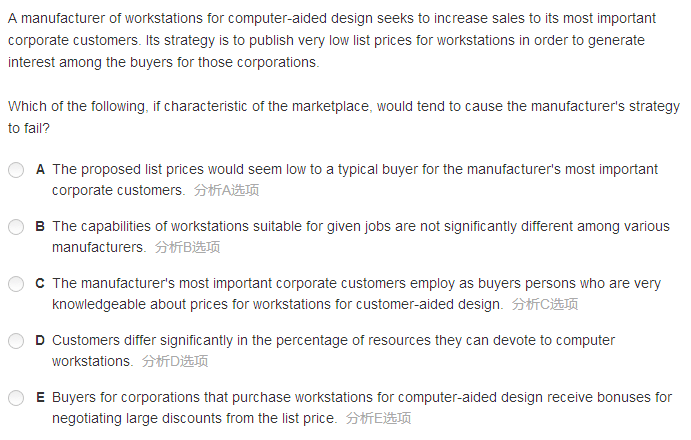 A manufacturer of workstations for computer-aided design seeks to increase sales to its most important
corporate customers. Its strategy is to publish very low list prices for workstations in order to generate
interest among the buyers for those corporations.
Which of the following, if characteristic of the marketplace, would tend to cause the manufacturer's strategy
to fail?
A The proposed list prices would seem low to a typical buyer for the manufacturer's most important
corporate customers. 分析A选项
B The capabilities of workstations suitable for given jobs are not significantly different among various
manufacturers. 分析B选项
C The manufacturer's most important corporate customers employ as buyers persons who are very
knowledgeable about prices for workstations for customer-aided design. 分析C选项
D Customers differ significantly in the percentage of resources they can devote to computer
workstations. 分析D选项
E Buyers for corporations that purchase workstations for computer-aided design receive bonuses for
negotiating large discounts from the list price. 分析E选项